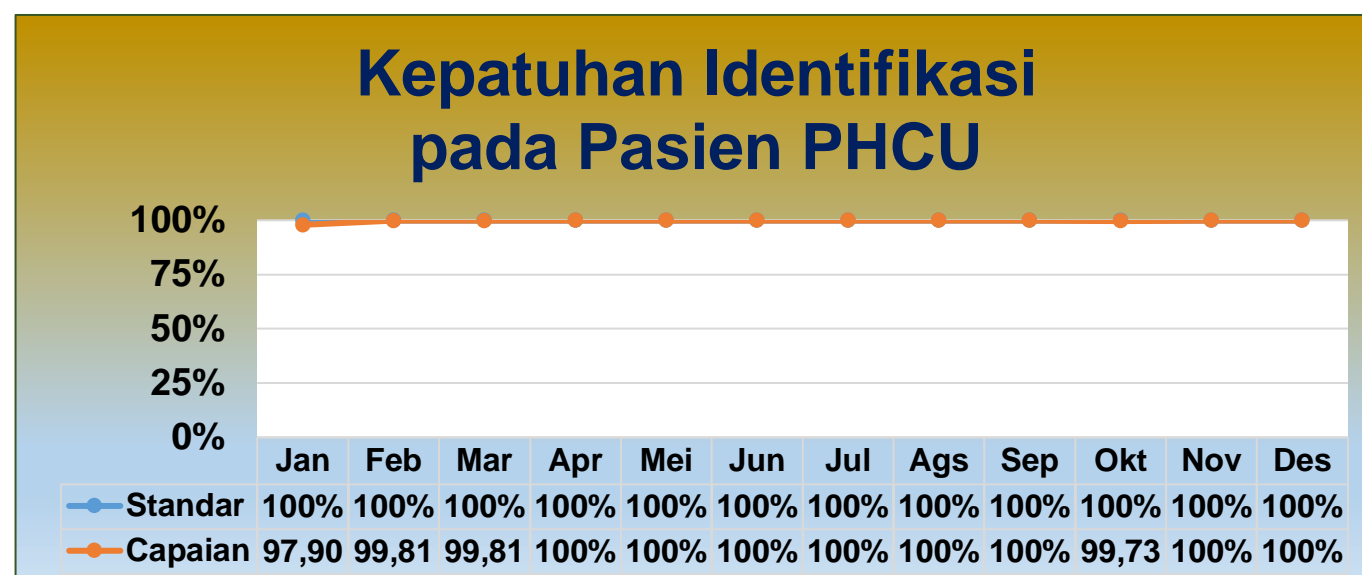 Kepatuhan Identifikasi
pada Pasien PHCU
100%
75%
50%
25%
0%
Jan Feb Mar Apr Mei Jun Jul Ags Sep Okt Nov Des
Standar 100% 100% 100% 100% 100% 100% 100% 100% 100% 100% 100% 100%
Capaian 97,90 99,81 99,81 100% 100% 100% 100% 100% 100% 99,73 100% 100%